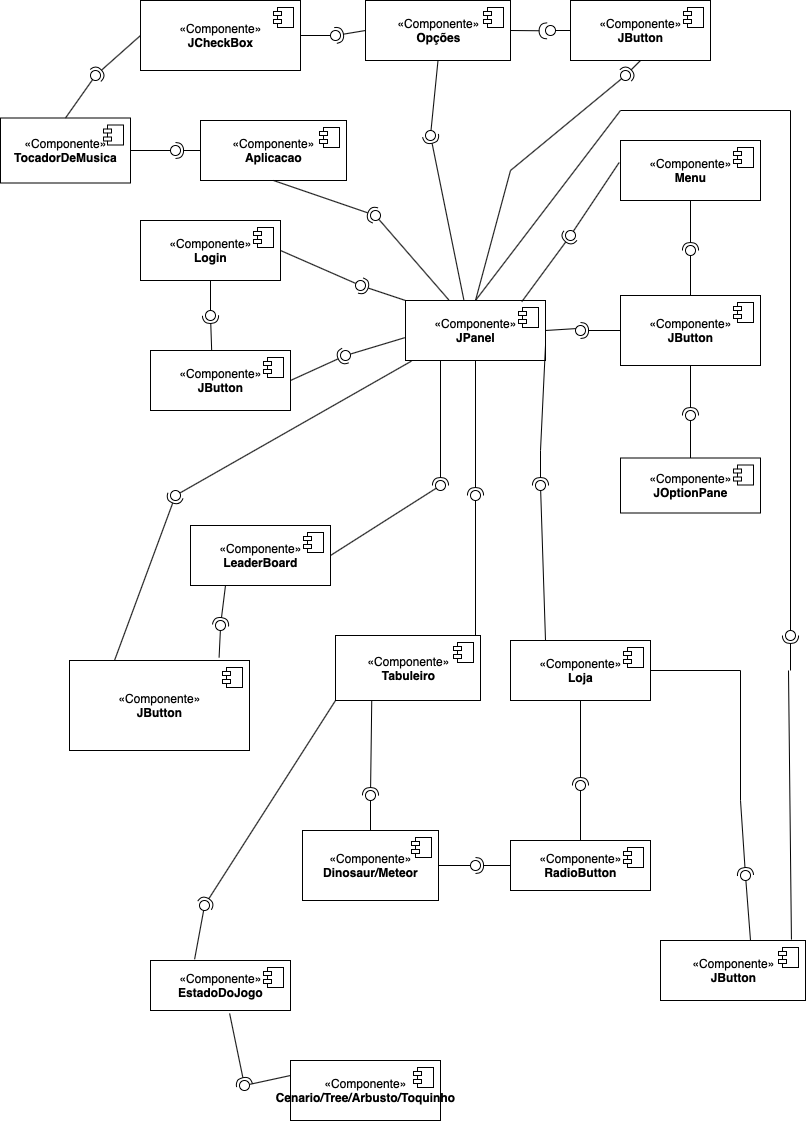 «Componente»
JCheckBox
«Componente»
Opções
«Componente»
JButton
«Componente»
TocadorDeMusica
«Componente»
Aplicacao
«Componente»
Menu
«Componente»
Login
«Componente»
JPanel
«Componente»
JButton
«Componente»
JButton
«Componente»
JOptionPane
«Componente»
LeaderBoard
«Componente»
JButton
«Componente»
Tabuleiro
«Componente»
Loja
«Componente»
Dinosaur/Meteor
«Componente»
RadioButton
«Componente»
JButton
«Componente»
EstadoDoJogo
«Componente»
Cenario/Tree/Arbusto/Toquinho